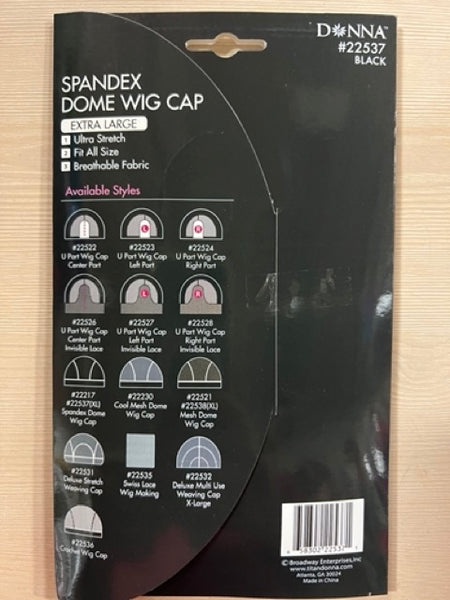 DONNA™
#22537
BLACK
SPANDEX
DOME WIG CAP
EXTRA LARGE
1 Ultra Stretch
2 Fit All Size
3 Breathable Fabric
Available Styles
L R
#22522 #22523 #22524
U Part Wig Cap U Part Wig Cap U Part Wig Cap
Center Part Left Part Right Part
L R
#22526 #22527 #22528
U Part Wig Cap U Part Wig Cap U Part Wig Cap
Center Part Left Part Right Part
Invisible Lace Invisible Lace Invisible Lace
#22217 #22230 #22521
#22537(XL) Cool Mesh Dome #22538(XL)
Spandex Dome Wig Cap Mesh Dome
Wig Cap Wig Cap
#22531 #22535 #22532
Deluxe Stretch Swiss Lace Deluxe Multi Use
Weaving Cap Wig Making Weaving Cap
X-Large
#22536
Crochet Wig Cap
© Broadway Enterprises,Inc
www.titandonna.com
Atlanta, GA 30024
Made in China